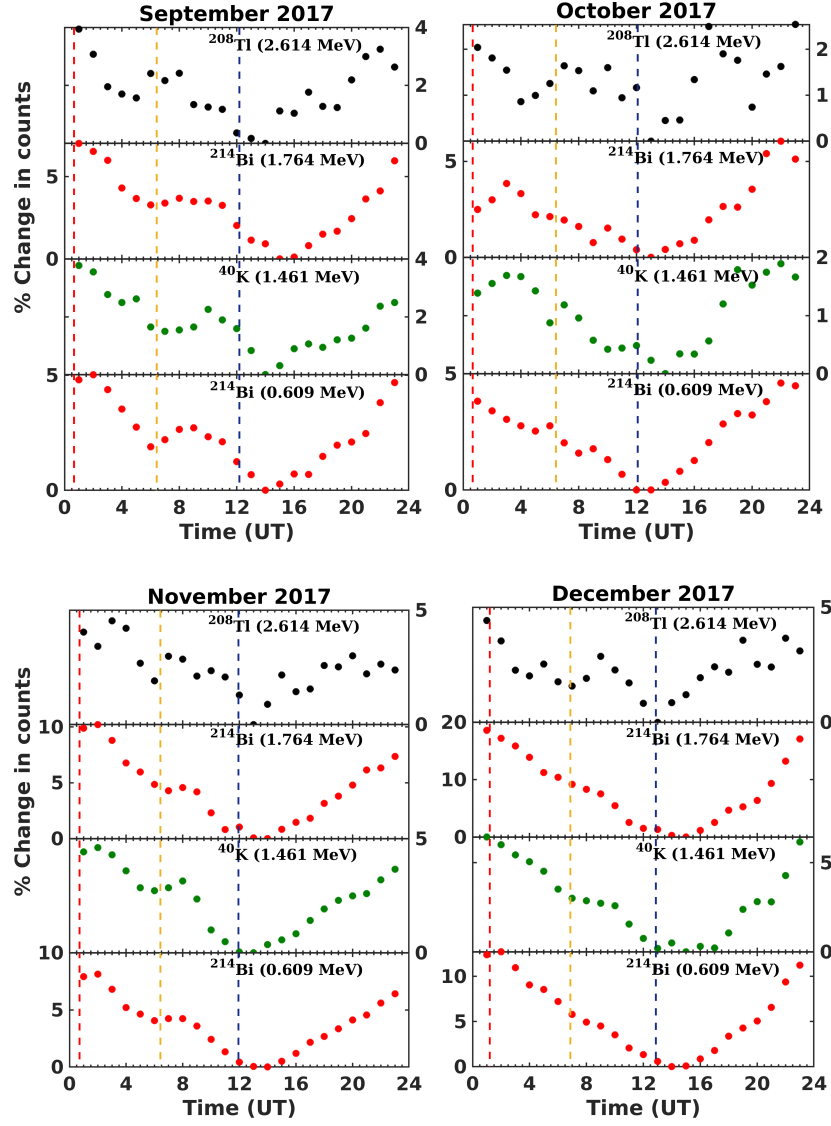 September 2017
% Change in counts
208Tl (2.614 MeV)
4
2
0
214Bi (1.764 MeV)
5
0
40K (1.461 MeV)
4
2
0
214Bi (0.609 MeV)
5
0
0 4 8 12 16 20 24
Time (UT)
October 2017
208Tl (2.614 MeV)
2
1
0
214Bi (1.764 MeV)
5
0
40K (1.461 MeV)
2
1
0
214Bi (0.609 MeV)
5
0
0 4 8 12 16 20 24
Time (UT)
November 2017
% Change in counts
208Tl (2.614 MeV)
5
0
214Bi (1.764 MeV)
10
5
0
40K (1.461 MeV)
5
0
214Bi (0.609 MeV)
10
5
0
0 4 8 12 16 20 24
Time (UT)
December 2017
208Tl (2.614 MeV)
5
0
214Bi (1.764 MeV)
20
10
0
40K (1.461 MeV)
5
0
214Bi (0.609 MeV)
10
5
0
0 4 8 12 16 20 24
Time (UT)